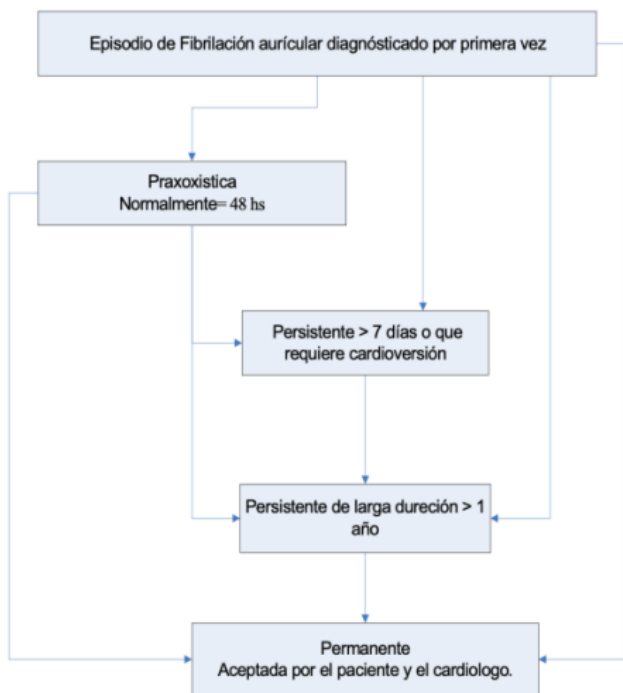 Episodio de Fibrilación aurícular diagnósticado por primera vez
Praxoxistica
Normalmente= 48 hs
Persistente > 7 días o que
requiere cardioversión
Persistente de larga dureción > 1
año
Permanente
Aceptada por el paciente y el cardiologo.